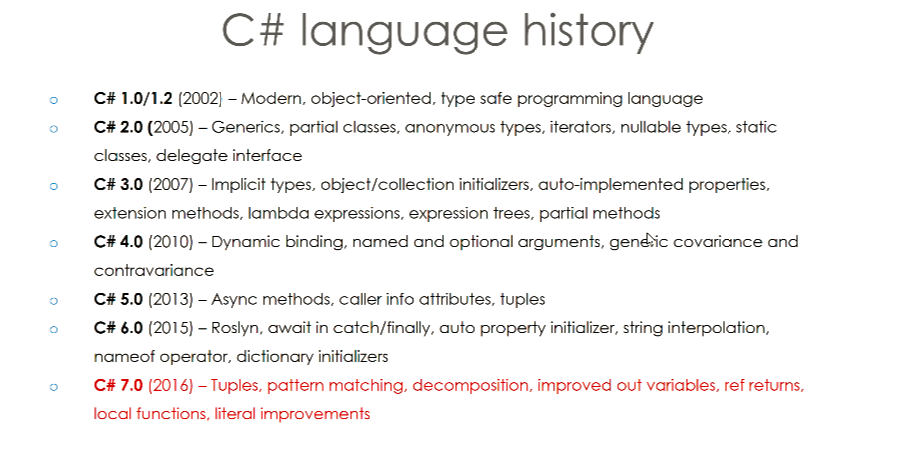 C# language history
C# 1.0/1.2 (2002) – Modern, object-oriented, type safe programming language
C# 2.0 (2005) – Generics, partial classes, anonymous types, iterators, nullable types, static
classes, delegate interface
C# 3.0 (2007) – Implicit types, object/collection initializers, auto-implemented properties,
extension methods, lambda expressions, expression trees, partial methods
C# 4.0 (2010) – Dynamic binding, named and optional arguments, generic covariance and
contravariance
C# 5.0 (2013) – Async methods, caller info attributes, tuples
C# 6.0 (2015) – Roslyn, await in catch/finally, auto property initializer, string interpolation,
nameof operator, dictionary initializers
C# 7.0 (2016) – Tuples, pattern matching, decomposition, improved out variables, ref returns,
local functions, literal improvements